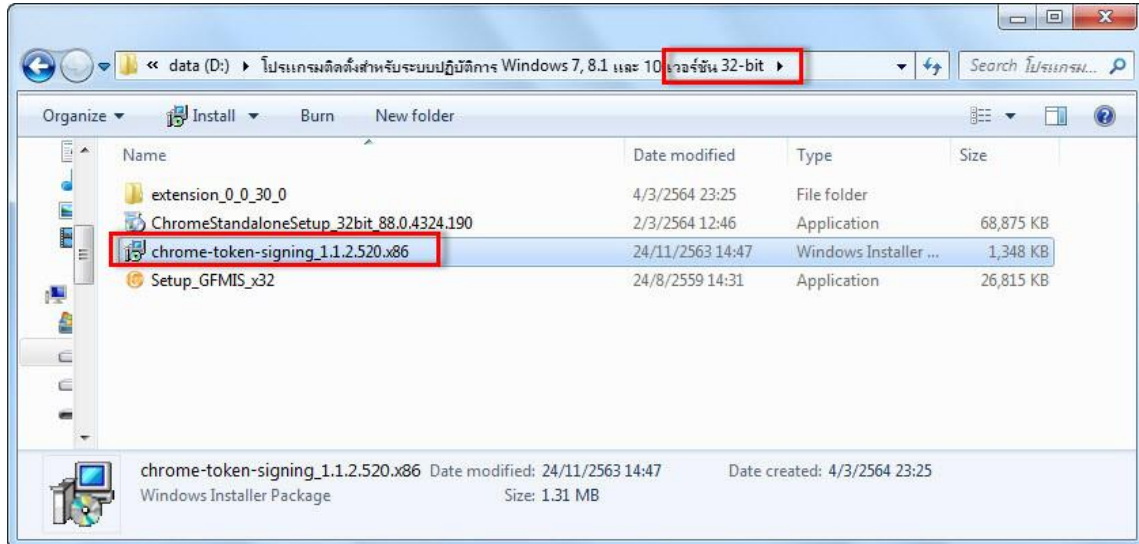 « data (D:) ▸ โปรแกรมติดตั้งสำหรับระบบปฏิบัติการ Windows 7, 8.1 และ 10 เวอร์ชัน 32-bit ▸ Search โปรแกรม...
Organize Install Burn New folder
Name Date modified Type Size
extension_0_0_30_0 4/3/2564 23:25 File folder
ChromeStandaloneSetup_32bit_88.0.4324.190 2/3/2564 12:46 Application 68,875 KB
chrome-token-signing_1.1.2.520.x86 24/11/2563 14:47 Windows Installer ... 1,348 KB
Setup_GFMIS_x32 24/8/2559 14:31 Application 26,815 KB
chrome-token-signing_1.1.2.520.x86 Date modified: 24/11/2563 14:47 Date created: 4/3/2564 23:25
Windows Installer Package Size: 1.31 MB